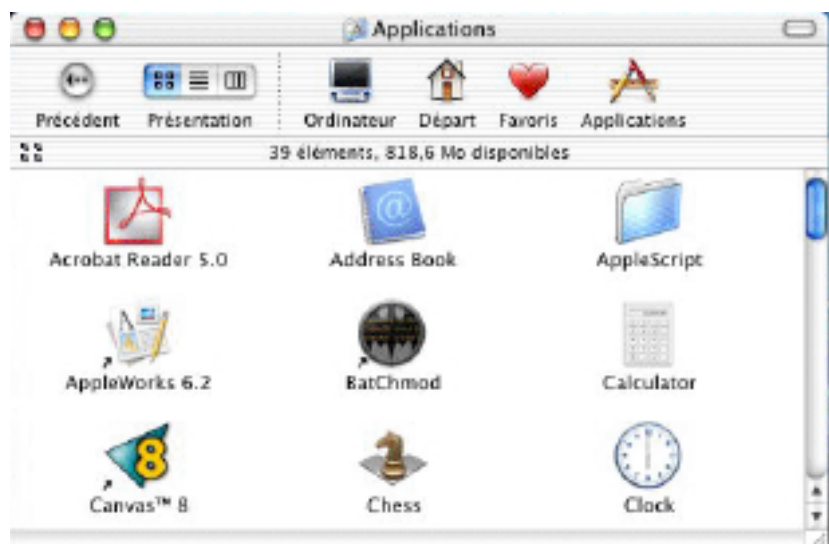 Applications
Précédent Présentation Ordinateur Départ Favoris Applications
39 éléments, 818,6 Mo disponibles
Acrobat Reader 5.0 Address Book AppleScript
AppleWorks 6.2 BatChmod Calculator
8
Canvas™ 8 Chess Clock